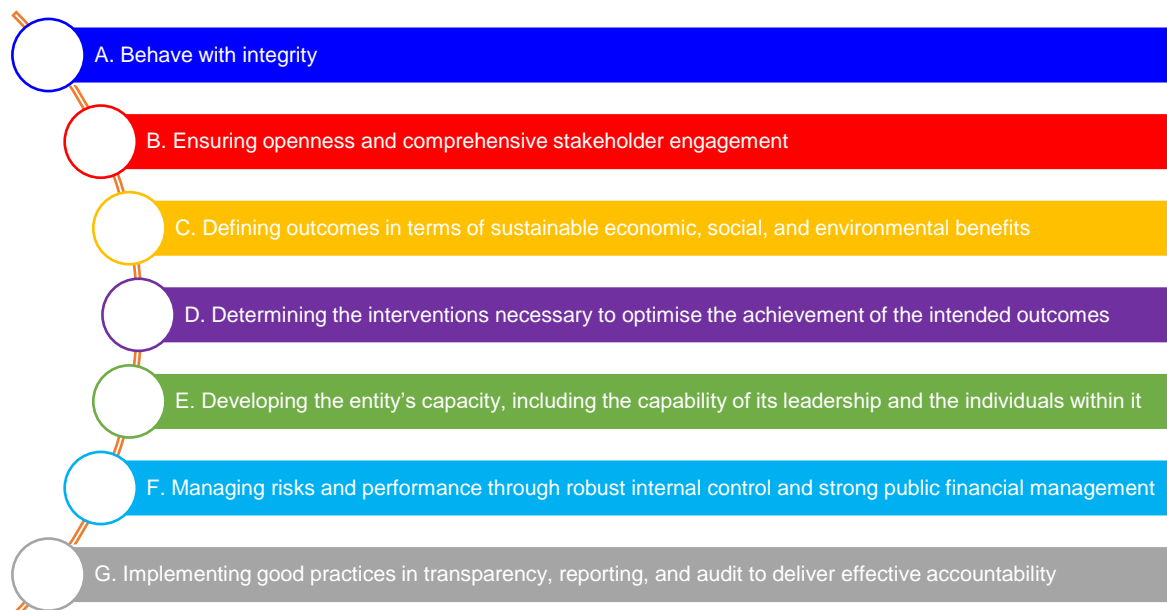 A. Behave with integrity
B. Ensuring openness and comprehensive stakeholder engagement
C. Defining outcomes in terms of sustainable economic, social, and environmental benefits
D. Determining the interventions necessary to optimise the achievement of the intended outcomes
E. Developing the entity’s capacity, including the capability of its leadership and the individuals within it
F. Managing risks and performance through robust internal control and strong public financial management
G. Implementing good practices in transparency, reporting, and audit to deliver effective accountability